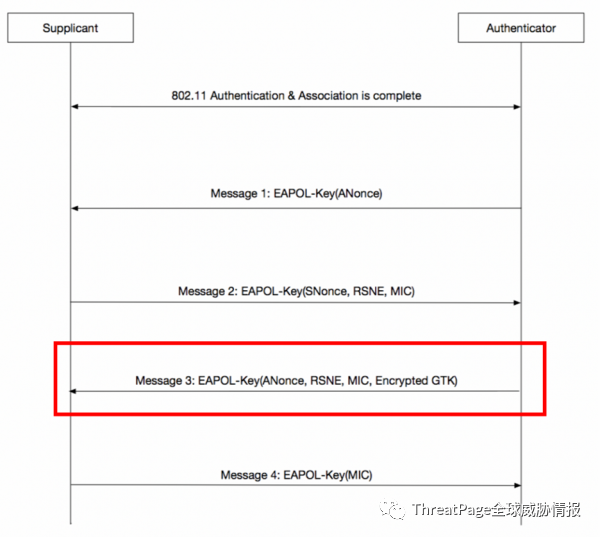 Supplicant
Authenticator
802.11 Authentication & Association is complete
Message 1: EAPOL-Key(ANonce)
Message 2: EAPOL-Key(SNonce, RSNE, MIC)
Message 3: EAPOL-Key(ANonce, RSNE, MIC, Encrypted GTK)
Message 4: EAPOL-Key(MIC)
ThreatPage全球威胁情报